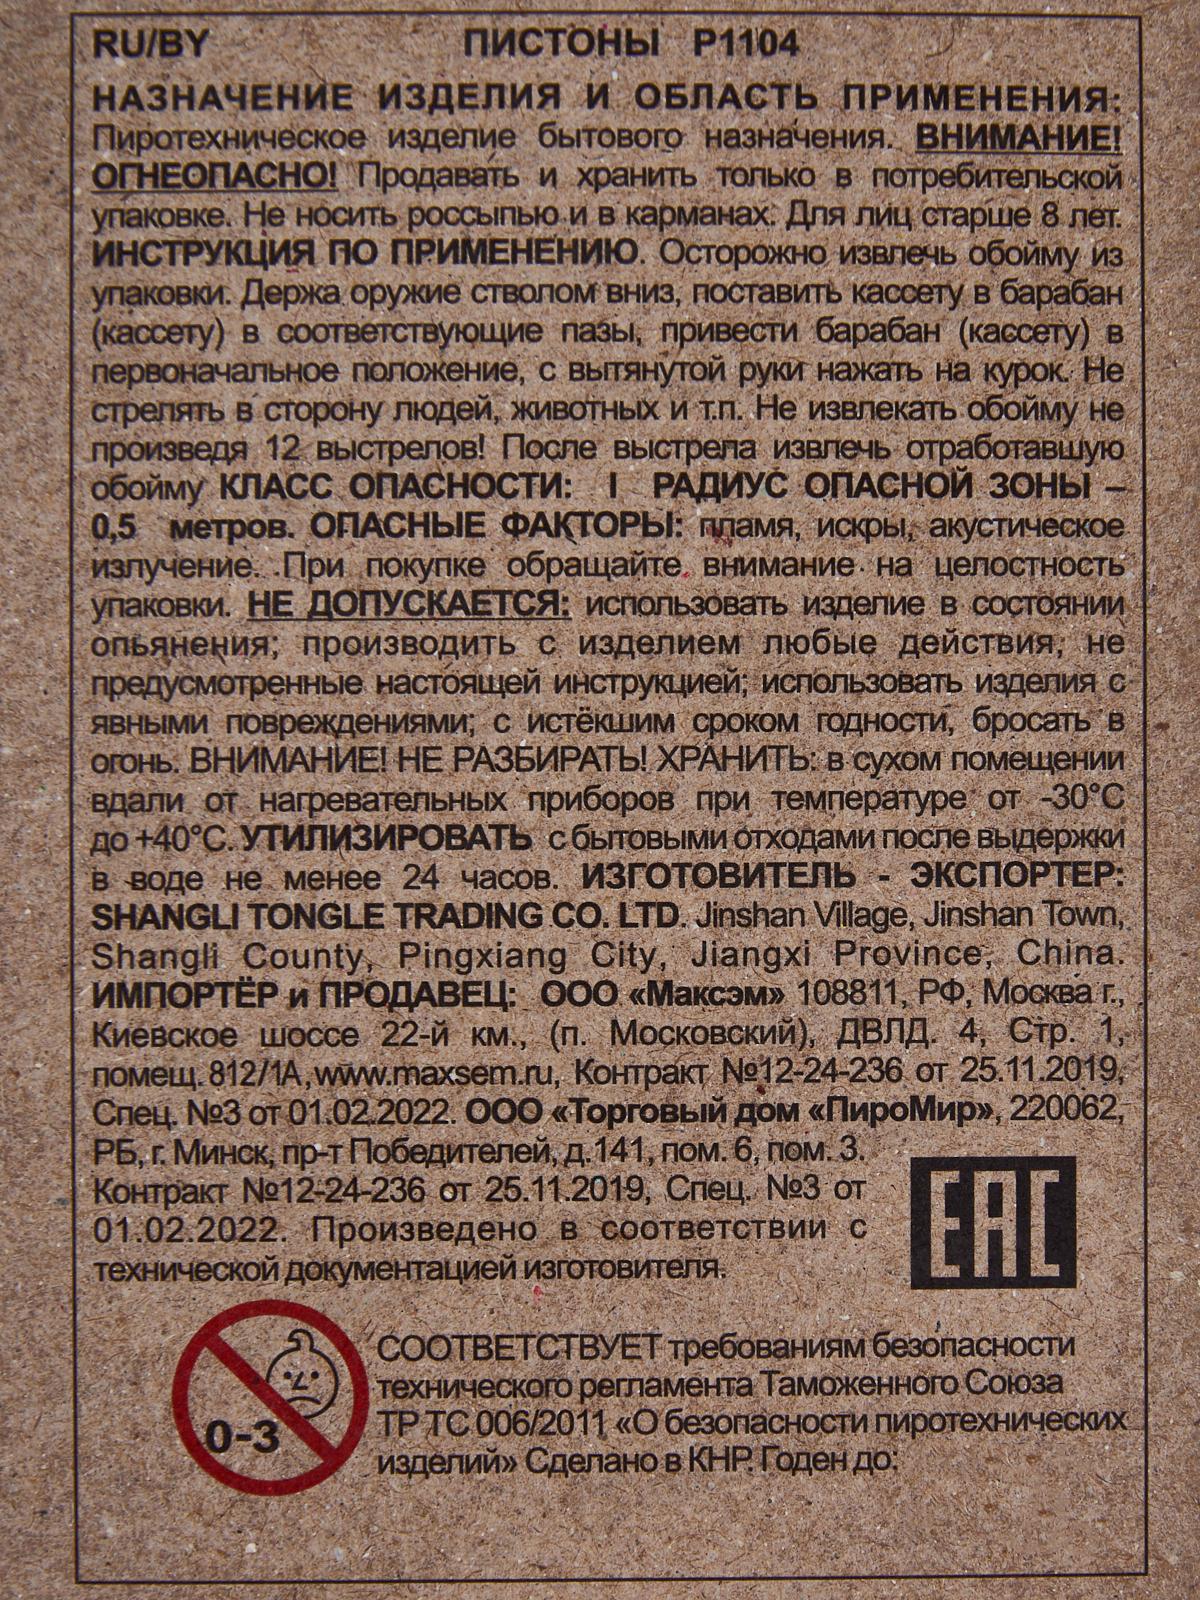 RU/BY ПИСТОНЫ P1104
НАЗНАЧЕНИЕ ИЗДЕЛИЯ И ОБЛАСТЬ ПРИМЕНЕНИЯ:
Пиротехническое изделие бытового назначения. ВНИМАНИЕ!
ОГНЕОПАСНО! Продавать и хранить только в потребительской
упаковке. Не носить россыпью и в карманах. Для лиц старше 8 лет.
ИНСТРУКЦИЯ ПО ПРИМЕНЕНИЮ. Осторожно извлечь обойму из
упаковки. Держа оружие стволом вниз, поставить кассету в барабан
(кассету) в соответствующие пазы, привести барабан (кассету) в
первоначальное положение, с вытянутой руки нажать на курок. Не
стрелять в сторону людей, животных и т.п. Не извлекать обойму не
произведя 12 выстрелов! После выстрела извлечь отработавшую
обойму КЛАСС ОПАСНОСТИ: I РАДИУС ОПАСНОЙ ЗОНЫ –
0,5 метров. ОПАСНЫЕ ФАКТОРЫ: пламя, искры, акустическое
излучение. При покупке обращайте внимание на целостность
упаковки. НЕ ДОПУСКАЕТСЯ: использовать изделие в состоянии
опьянения; производить с изделием любые действия, не
предусмотренные настоящей инструкцией; использовать изделия с
явными повреждениями; с истёкшим сроком годности, бросать в
огонь. ВНИМАНИЕ! НЕ РАЗБИРАТЬ! ХРАНИТЬ: в сухом помещении
вдали от нагревательных приборов при температуре от -30°С
до +40°С. УТИЛИЗИРОВАТЬ с бытовыми отходами после выдержки
в воде не менее 24 часов. ИЗГОТОВИТЕЛЬ - ЭКСПОРТЕР:
SHANGLI TONGLE TRADING CO. LTD. Jinshan Village, Jinshan Town,
Shangli County, Pingxiang City, Jiangxi Province, China.
ИМПОРТЁР и ПРОДАВЕЦ: ООО «Максэм» 108811, РФ, Москва г.,
Киевское шоссе 22-й км., (п. Московский), ДВЛД. 4, Стр. 1,
помещ. 812/1А,www.maxsem.ru, Контракт №12-24-236 от 25.11.2019,
Спец. №3 от 01.02.2022. ООО «Торговый дом «ПироМир», 220062,
РБ, г. Минск, пр-т Победителей, д.141, пом. 6, пом. 3.
Контракт №12-24-236 от 25.11.2019, Спец. №3 от
01.02.2022. Произведено в соответствии с
технической документацией изготовителя.
EAC
0-3
СООТВЕТСТВУЕТ требованиям безопасности
технического регламента Таможенного Союза
ТР ТС 006/2011 «О безопасности пиротехнических
изделий» Сделано в КНР. Годен до: